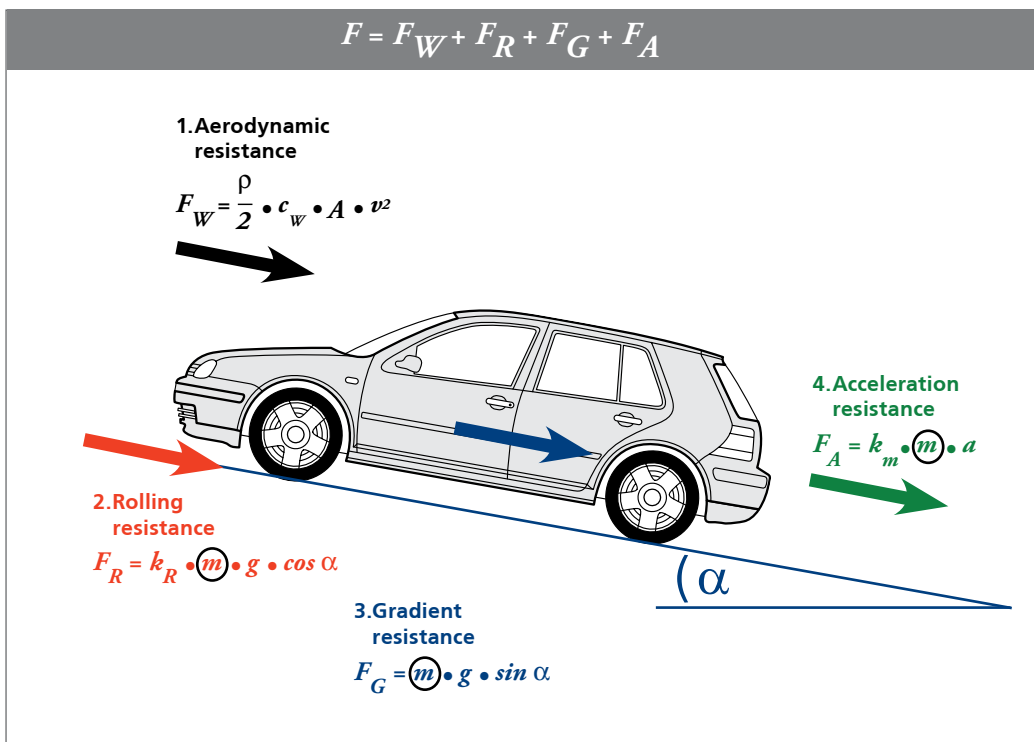 F = F_W + F_R + F_G + F_A
1.Aerodynamic
resistance
F_W = ρ/2 • c_w • A • v²
4.Acceleration
resistance
F_A = k_m • m • a
2.Rolling
resistance
F_R = k_R • m • g • cos α
(α
3.Gradient
resistance
F_G = m • g • sin α